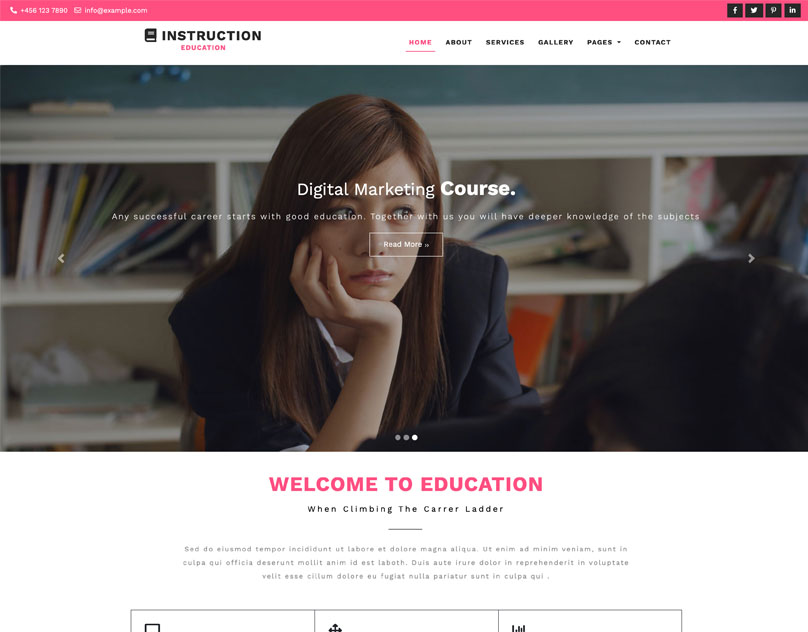 +456 123 7890 info@example.com
INSTRUCTION
EDUCATION
HOME ABOUT SERVICES GALLERY PAGES CONTACT
Digital Marketing Course.
Any successful career starts with good education. Together with us you will have deeper knowledge of the subjects
Read More »
WELCOME TO EDUCATION
When Climbing The Carrer Ladder
Sed do eiusmod tempor incididunt ut labore et dolore magna aliqua. Ut enim ad minim veniam, sunt in
culpa qui officia deserunt mollit anim id est laboth. Duis aute irure dolor in reprehenderit in voluptate
velit esse cillum dolore eu fugiat nulla pariatur sunt in culpa qui .